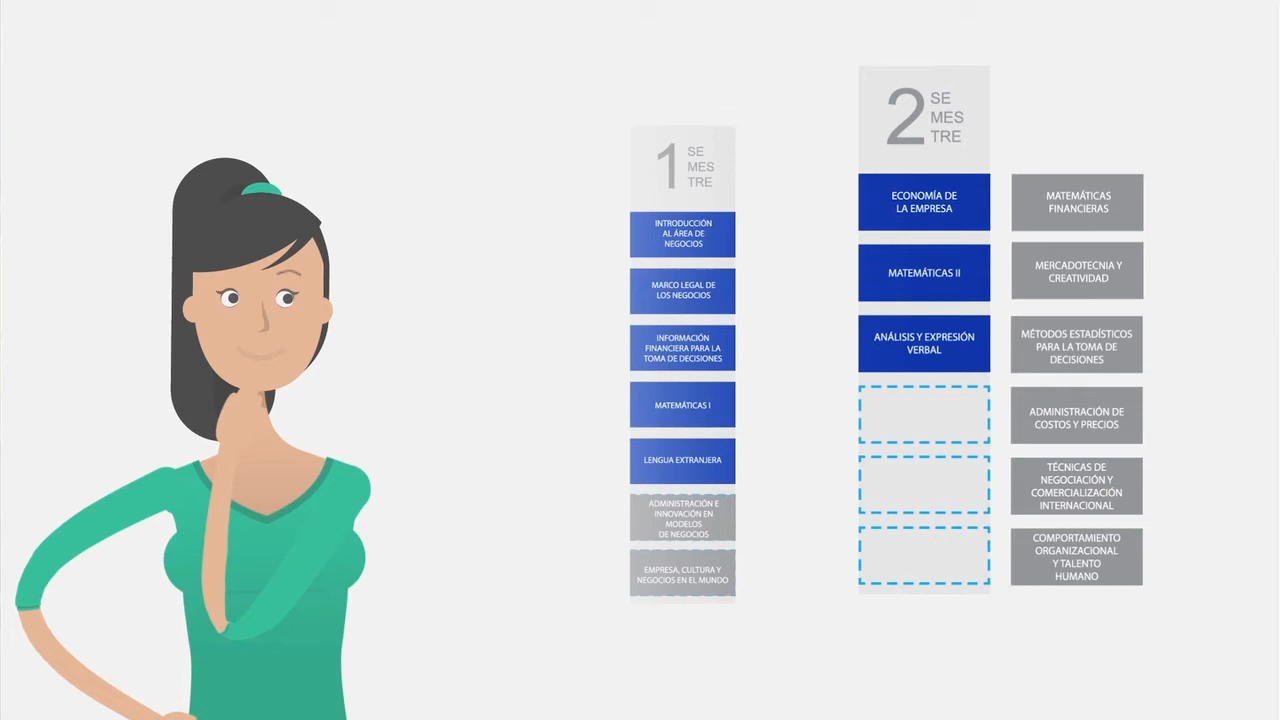 1
SE
MES
TRE
INTRODUCCIÓN
AL ÁREA DE
NEGOCIOS
MARCO LEGAL DE
LOS NEGOCIOS
INFORMACIÓN
FINANCIERA PARA LA
TOMA DE DECISIONES
MATEMÁTICAS I
LENGUA EXTRANJERA
ADMINISTRACIÓN E
INNOVACIÓN EN
MODELOS
DE NEGOCIOS
EMPRESA, CULTURA Y
NEGOCIOS EN EL MUNDO
2
SE
MES
TRE
ECONOMÍA DE
LA EMPRESA
MATEMÁTICAS II
ANÁLISIS Y EXPRESIÓN
VERBAL
MATEMÁTICAS
FINANCIERAS
MERCADOTECNIA Y
CREATIVIDAD
MÉTODOS ESTADÍSTICOS
PARA LA TOMA DE
DECISIONES
ADMINISTRACIÓN DE
COSTOS Y PRECIOS
TÉCNICAS DE
NEGOCIACIÓN Y
COMERCIALIZACIÓN
INTERNACIONAL
COMPORTAMIENTO
ORGANIZACIONAL
Y TALENTO
HUMANO